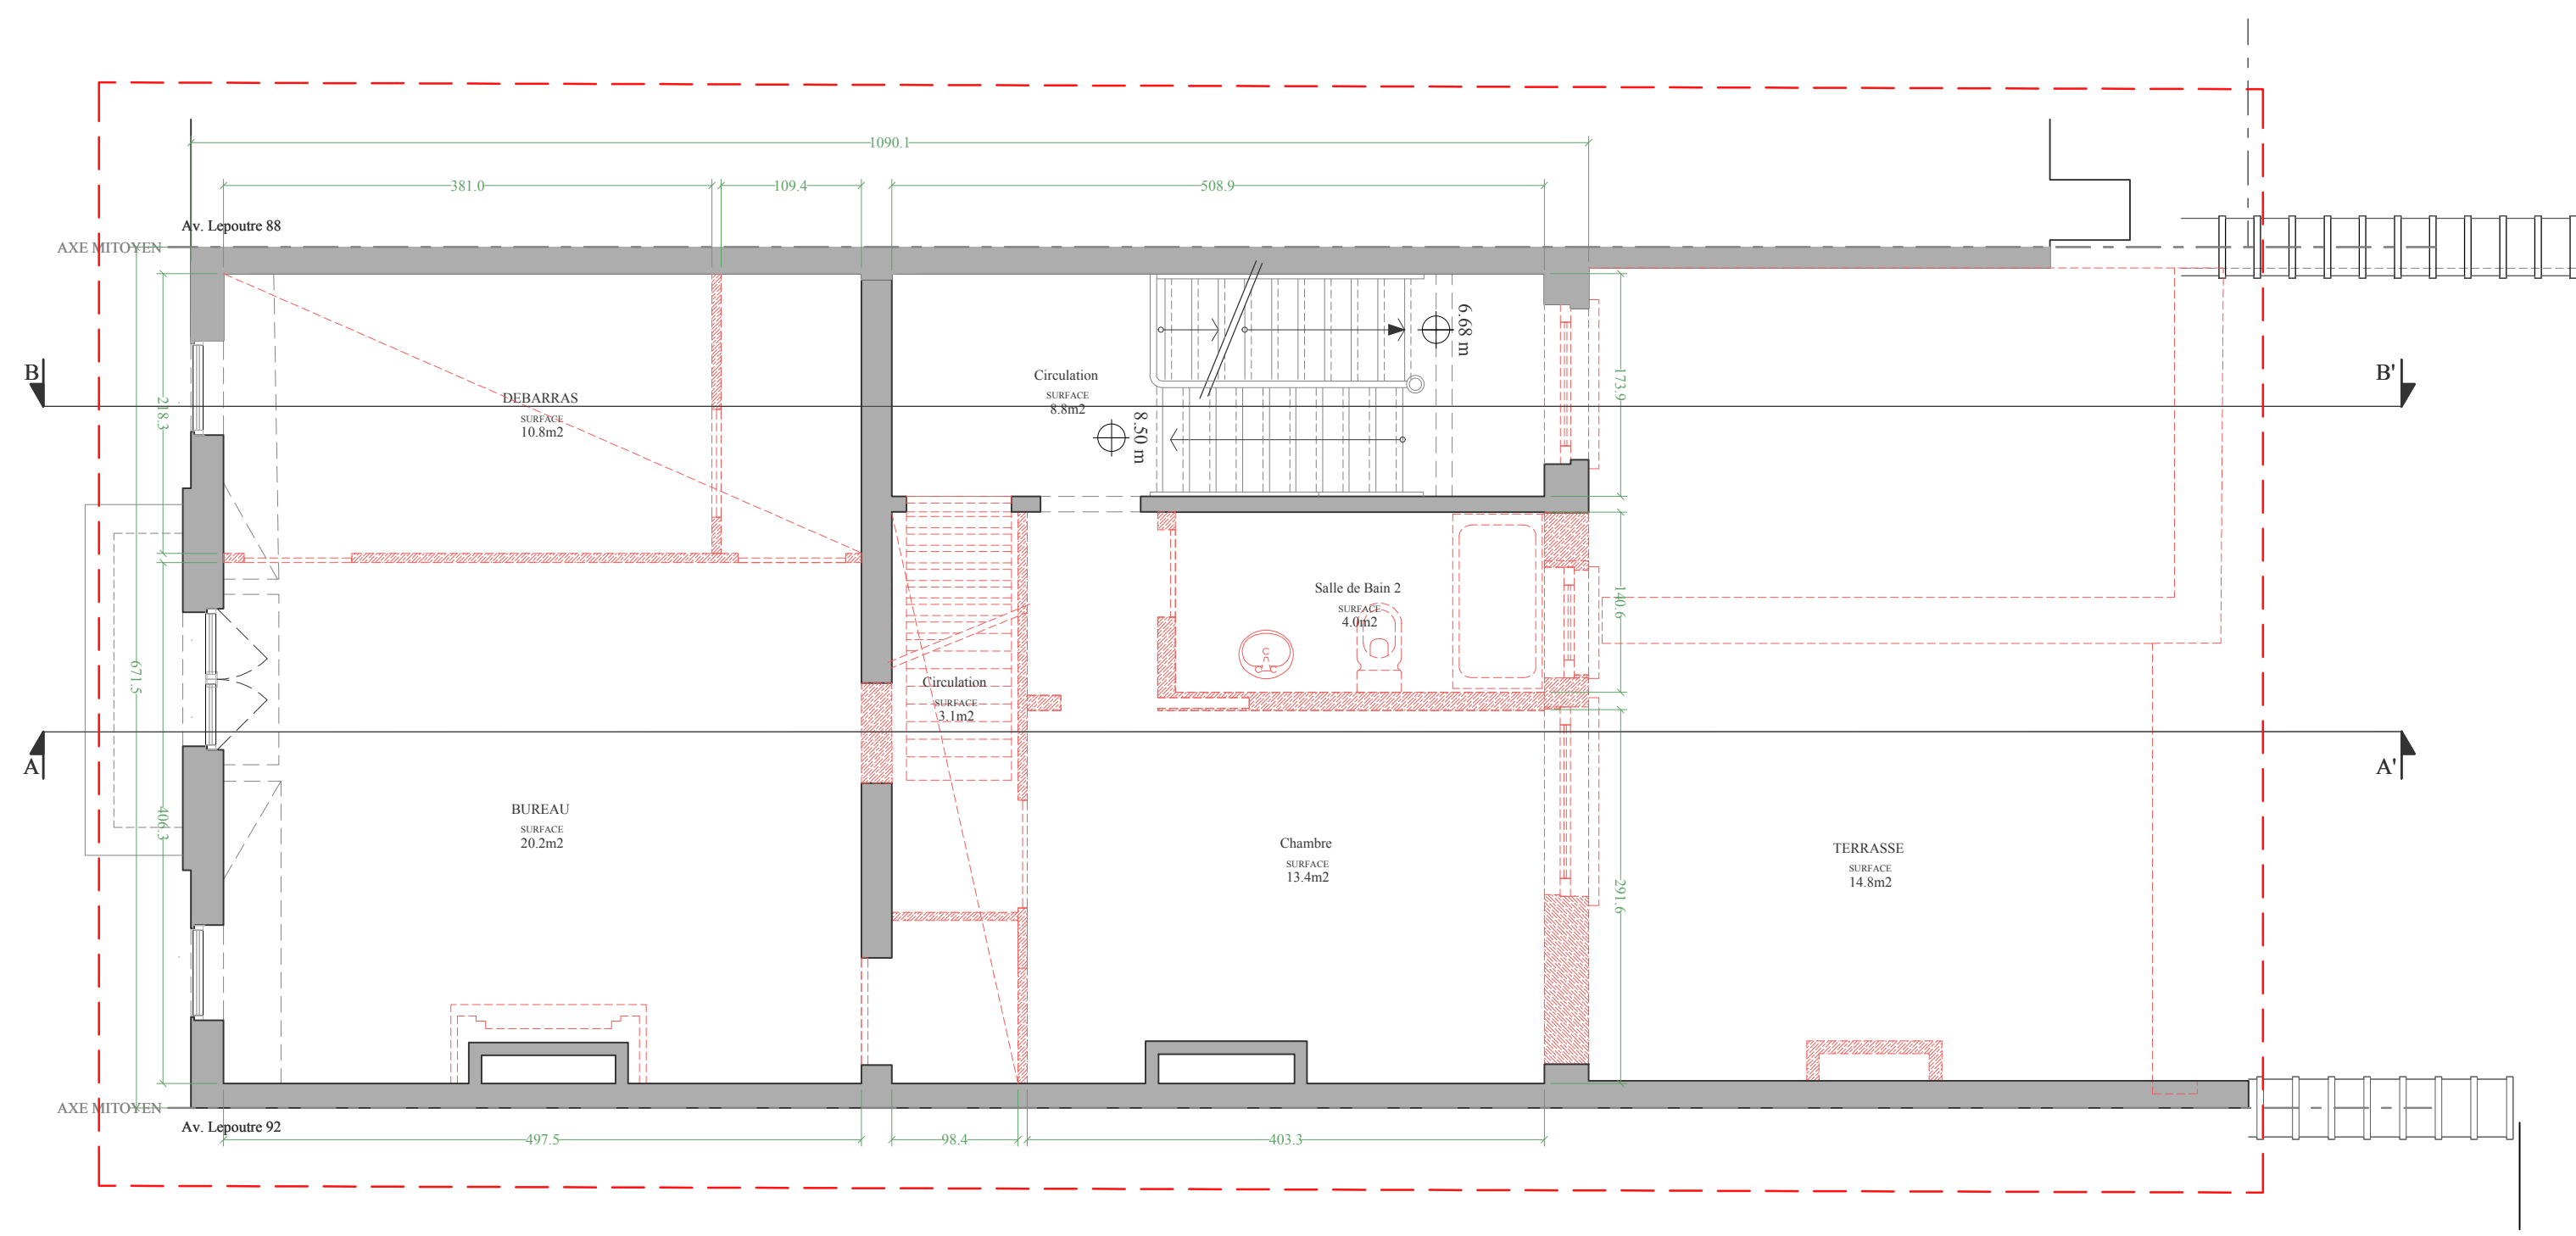 1090.1
381.0
109.4
508.9
Av. Lepoutre 88
AXE MITOYEN
6.68 m
B
B'
Circulation
SURFACE
8.8m2
173.9
DEBARRAS
SURFACE
10.8m2
218.3
8.50 m
Salle de Bain 2
SURFACE
4.0m2
140.6
671.5
Circulation
SURFACE
3.1m2
A
A'
BUREAU
SURFACE
20.2m2
406.3
Chambre
SURFACE
13.4m2
TERRASSE
SURFACE
14.8m2
291.6
AXE MITOYEN
Av. Lepoutre 92
497.5
98.4
403.3